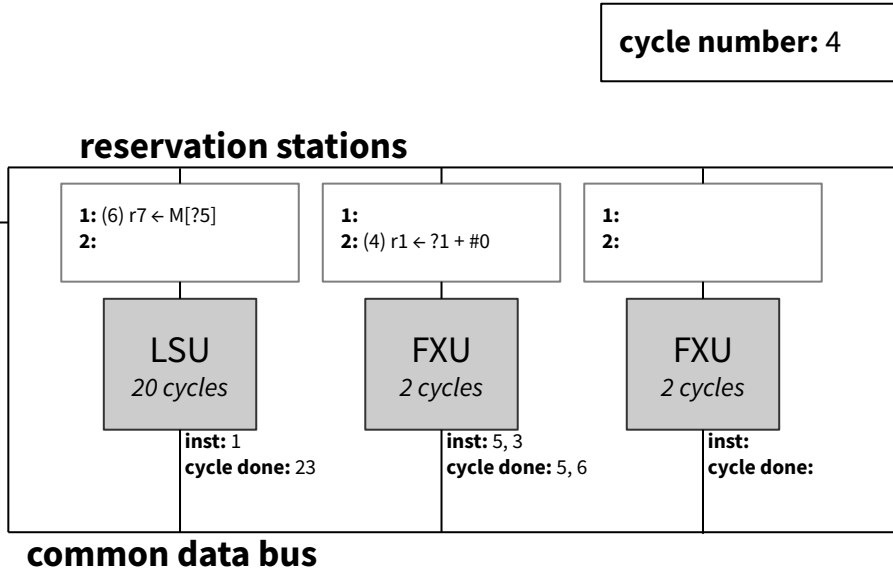 cycle number: 4
reservation stations
1: (6) r7 ← M[?5]
2:
1:
2: (4) r1 ← ?1 + #0
1:
2:
LSU
20 cycles
FXU
2 cycles
FXU
2 cycles
inst: 1
cycle done: 23
inst: 5, 3
cycle done: 5, 6
inst:
cycle done:
common data bus